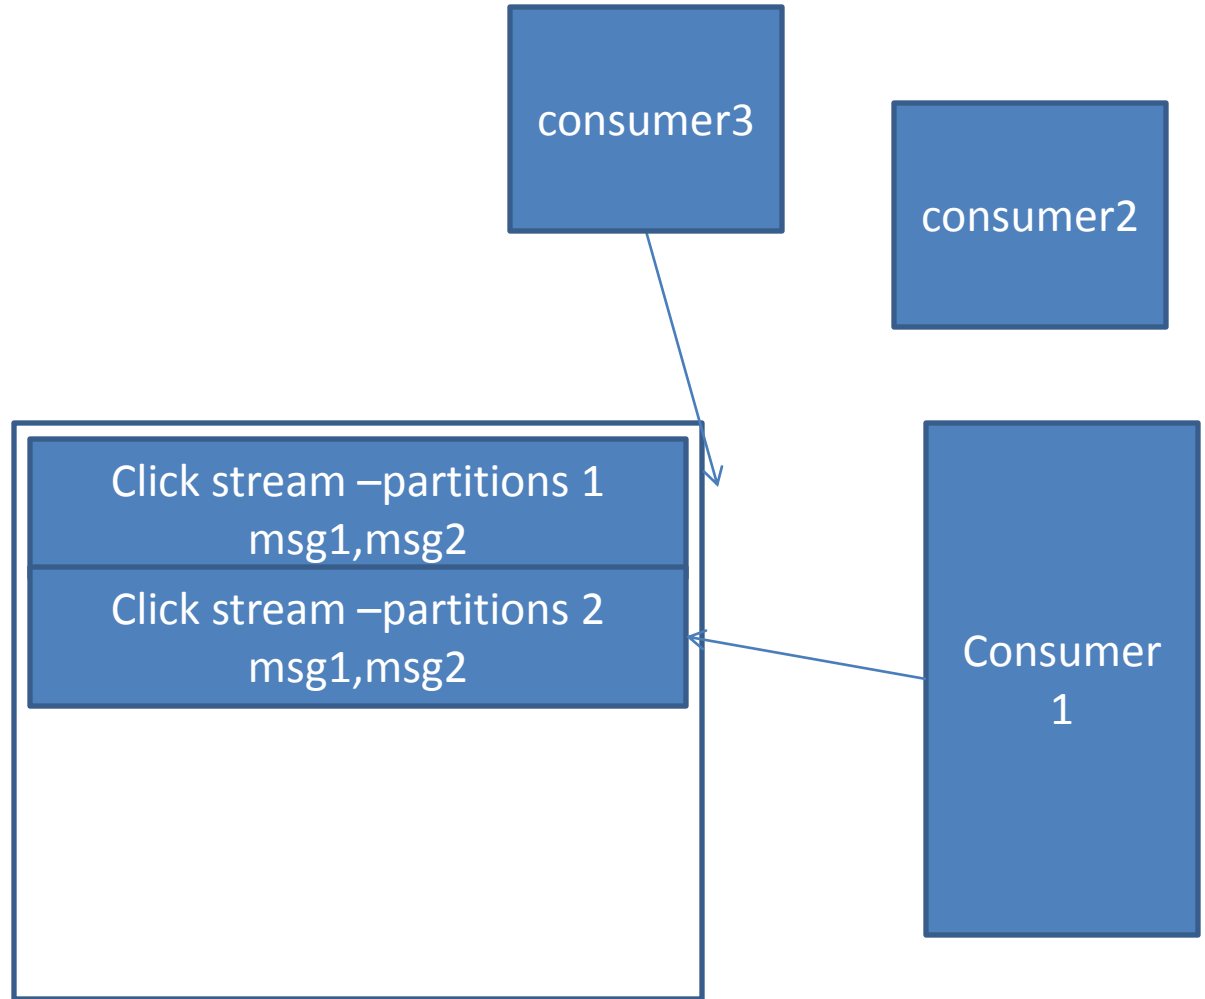 consumer3
consumer2
Click stream –partitions 1
msg1,msg2
Click stream –partitions 2
msg1,msg2
Consumer
1